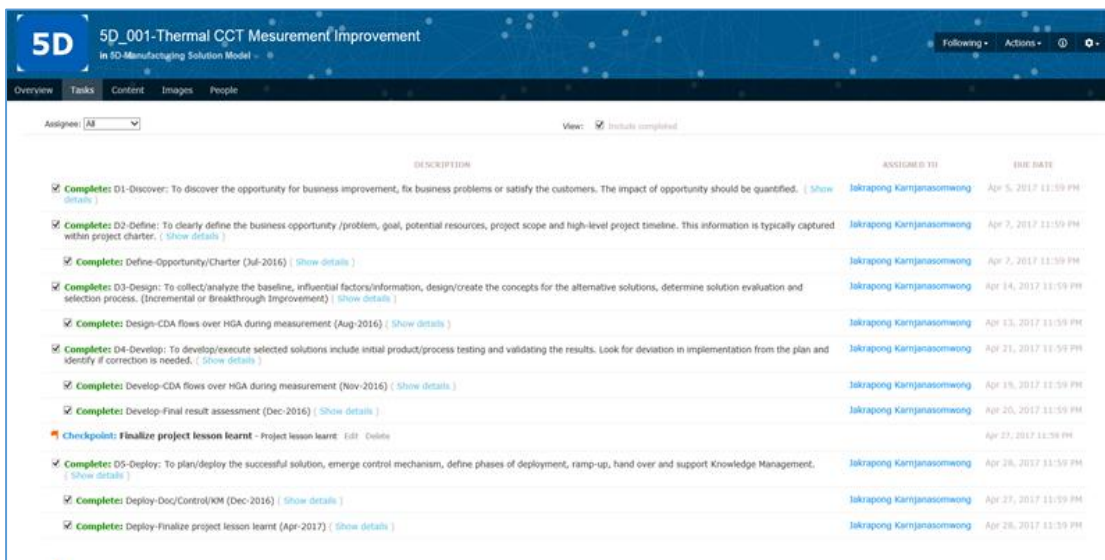 5D
5D_001-Thermal CCT Mesurement Improvement
in 5D-Manufacturing Solution Model
Following Actions
Overview Tasks Content Images People
Assignee: All View: Include completed
DESCRIPTION ASSIGNED TO DUE DATE
Complete: D1-Discover: To discover the opportunity for business improvement, fix business problems or satisfy the customers. The impact of opportunity should be quantified. ( Show Jakrapong Karnjanasomwong Apr 5, 2017 11:59 PM
details )
Complete: D2-Define: To clearly define the business opportunity /problem, goal, potential resources, project scope and high-level project timeline. This information is typically captured Jakrapong Karnjanasomwong Apr 7, 2017 11:59 PM
within project charter. ( Show details )
Complete: Define-Opportunity/Charter (Jul-2016) ( Show details ) Jakrapong Karnjanasomwong Apr 7, 2017 11:59 PM
Complete: D3-Design: To collect/analyze the baseline, influential factors/information, design/create the concepts for the alternative solutions, determine solution evaluation and Jakrapong Karnjanasomwong Apr 14, 2017 11:59 PM
selection process. (Incremental or Breakthrough Improvement) ( Show details )
Complete: Design-CDA flows over HGA during measurement (Aug-2016) ( Show details ) Jakrapong Karnjanasomwong Apr 13, 2017 11:59 PM
Complete: D4-Develop: To develop/execute selected solutions include initial product/process testing and validating the results. Look for deviation in implementation from the plan and Jakrapong Karnjanasomwong Apr 21, 2017 11:59 PM
identify if correction is needed. ( Show details )
Complete: Develop-CDA flows over HGA during measurement (Nov-2016) ( Show details ) Jakrapong Karnjanasomwong Apr 19, 2017 11:59 PM
Complete: Develop-Final result assessment (Dec-2016) ( Show details ) Jakrapong Karnjanasomwong Apr 20, 2017 11:59 PM
Checkpoint: Finalize project lesson learnt - Project lesson learnt Edit Delete Apr 27, 2017 11:59 PM
Complete: D5-Deploy: To plan/deploy the successful solution, emerge control mechanism, define phases of deployment, ramp-up, hand over and support Knowledge Management. Jakrapong Karnjanasomwong Apr 28, 2017 11:59 PM
( Show details )
Complete: Deploy-Doc/Control/KM (Dec-2016) ( Show details ) Jakrapong Karnjanasomwong Apr 27, 2017 11:59 PM
Complete: Deploy-Finalize project lesson learnt (Apr-2017) ( Show details ) Jakrapong Karnjanasomwong Apr 28, 2017 11:59 PM